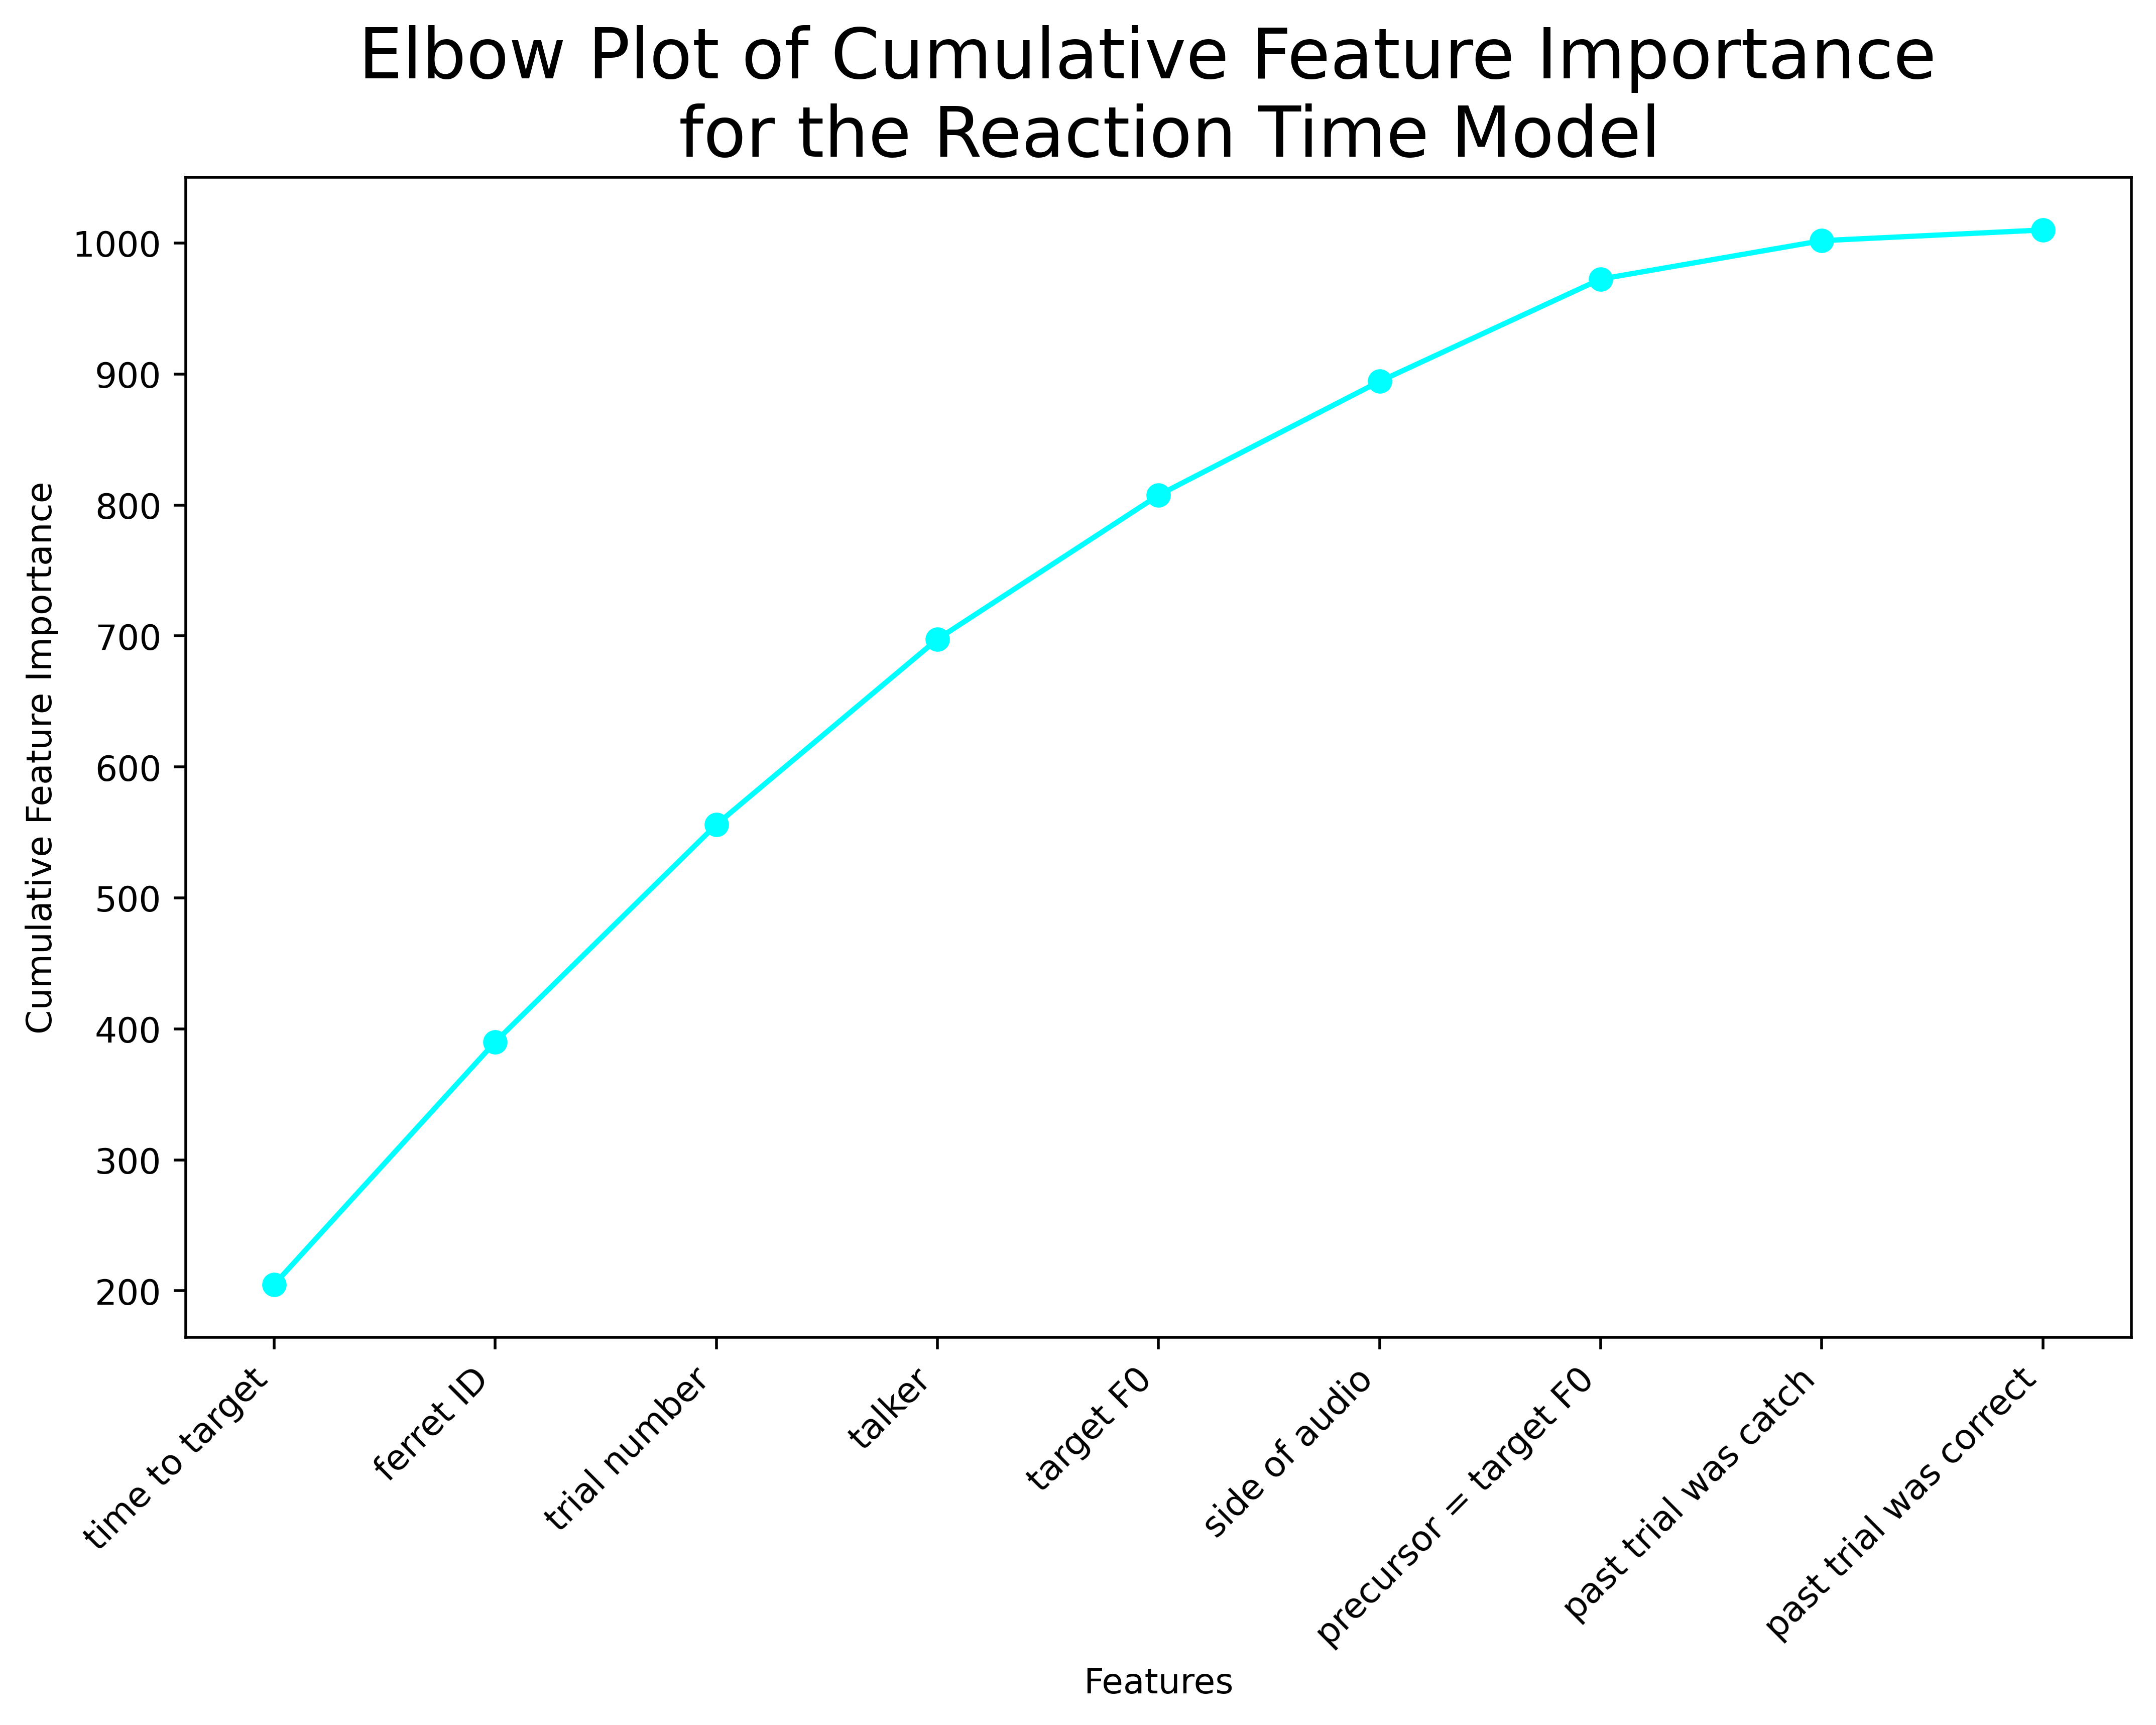 Elbow Plot of Cumulative Feature Importance
for the Reaction Time Model
Cumulative Feature Importance
1000
900
800
700
600
500
400
300
200
time to target
ferret ID
trial number
talker
target F0
side of audio
precursor = target F0
past trial was catch
past trial was correct
Features